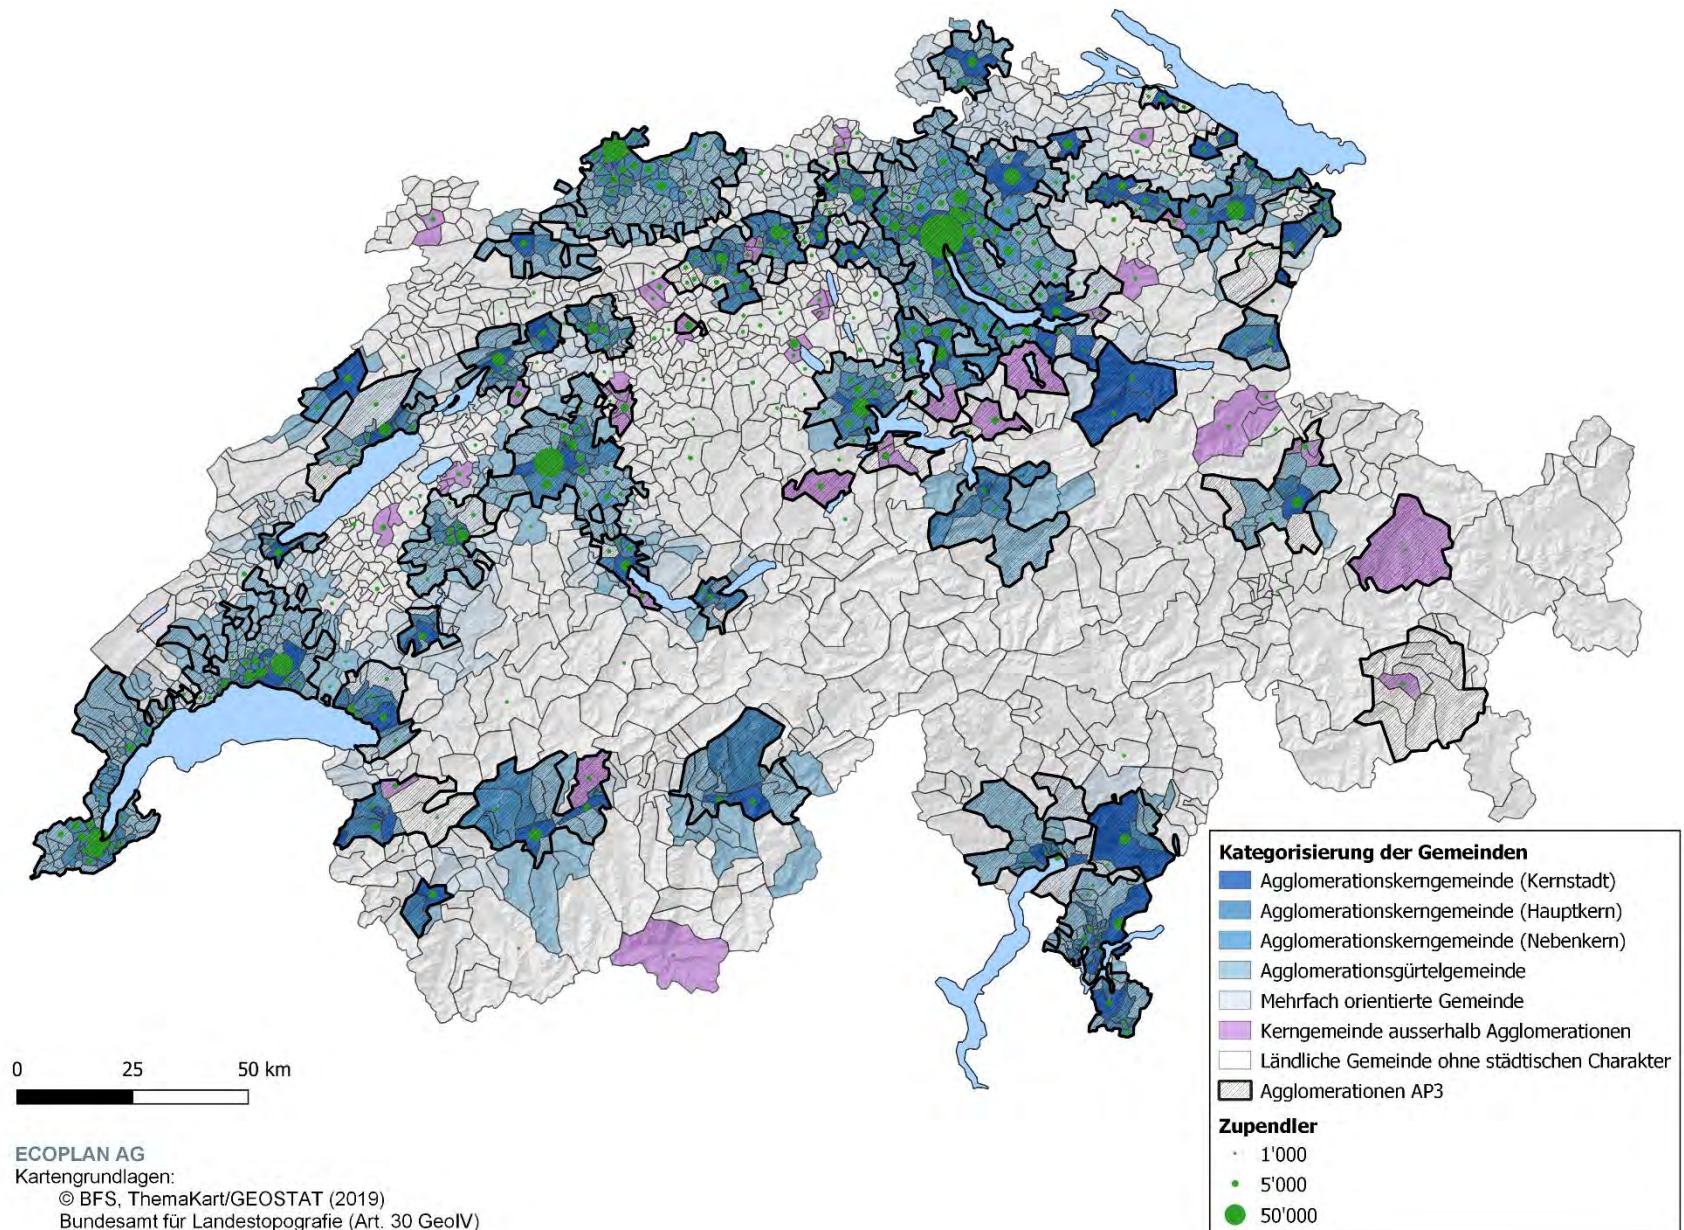 Kategorisierung der Gemeinden
Agglomerationskerngemeinde (Kernstadt)
Agglomerationskerngemeinde (Hauptkern)
Agglomerationskerngemeinde (Nebenkern)
Agglomerationsgürtelgemeinde
Mehrfach orientierte Gemeinde
Kerngemeinde ausserhalb Agglomerationen
Ländliche Gemeinde ohne städtischen Charakter
Agglomerationen AP3
Zupendler
1'000
5'000
50'000
0 25 50 km
ECOPLAN AG
Kartengrundlagen:
© BFS, ThemaKart/GEOSTAT (2019)
Bundesamt für Landestopografie (Art. 30 GeoIV)